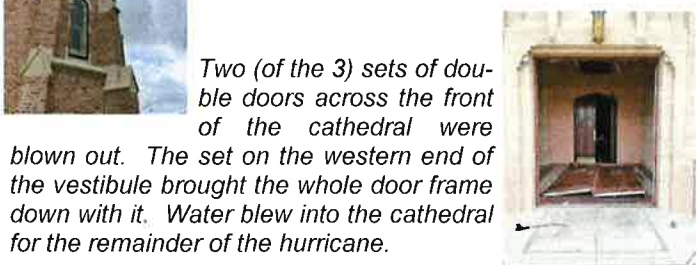 Two (of the 3) sets of dou-
ble doors across the front
of the cathedral were
blown out. The set on the western end of
the vestibule brought the whole door frame
down with it. Water blew into the cathedral
for the remainder of the hurricane.